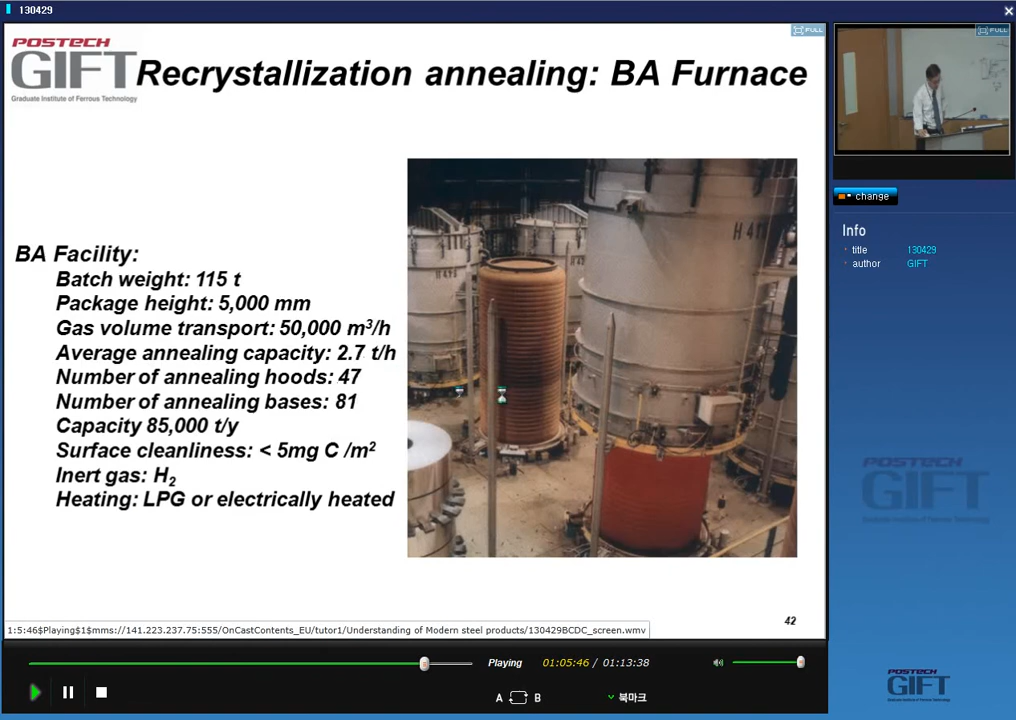 130429
POSTECH
GIFT
Graduate Institute of Ferrous Technology
Recrystallization annealing: BA Furnace
FULL
BA Facility:
Batch weight: 115 t
Package height: 5,000 mm
Gas volume transport: 50,000 m³/h
Average annealing capacity: 2.7 t/h
Number of annealing hoods: 47
Number of annealing bases: 81
Capacity 85,000 t/y
Surface cleanliness: < 5mg C /m²
Inert gas: H₂
Heating: LPG or electrically heated
42
1:5:46$Playing$1$mms://141.223.237.75:555/OnCastContents_EU/tutor1/Understanding of Modern steel products/130429BCDC_screen.wmv
Playing
01:05:46 / 01:13:38
A B
북마크
FULL
change
Info
title 130429
author GIFT
POSTECH
GIFT
POSTECH
GIFT